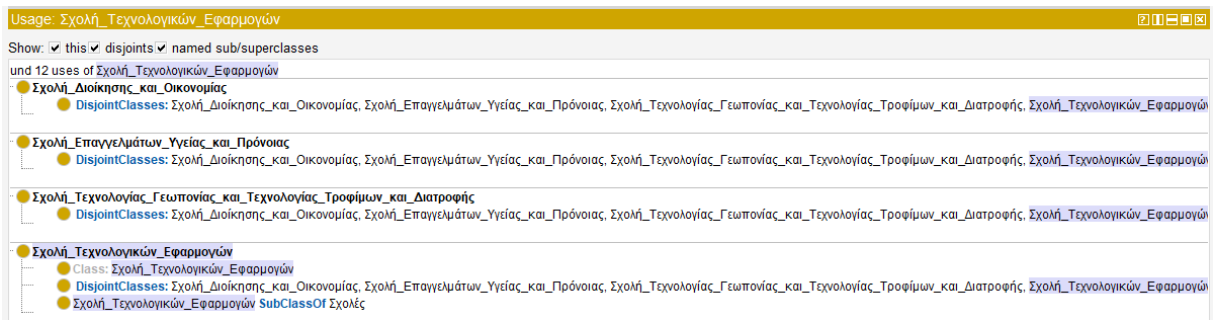 Usage: Σχολή_Τεχνολογικών_Εφαρμογών
Show: this disjoints named sub/superclasses
und 12 uses of Σχολή_Τεχνολογικών_Εφαρμογών
Σχολή_Διοίκησης_και_Οικονομίας
DisjointClasses: Σχολή_Διοίκησης_και_Οικονομίας, Σχολή_Επαγγελμάτων_Υγείας_και_Πρόνοιας, Σχολή_Τεχνολογίας_Γεωπονίας_και_Τεχνολογίας_Τροφίμων_και_Διατροφής, Σχολή_Τεχνολογικών_Εφαρμογών
Σχολή_Επαγγελμάτων_Υγείας_και_Πρόνοιας
DisjointClasses: Σχολή_Διοίκησης_και_Οικονομίας, Σχολή_Επαγγελμάτων_Υγείας_και_Πρόνοιας, Σχολή_Τεχνολογίας_Γεωπονίας_και_Τεχνολογίας_Τροφίμων_και_Διατροφής, Σχολή_Τεχνολογικών_Εφαρμογών
Σχολή_Τεχνολογίας_Γεωπονίας_και_Τεχνολογίας_Τροφίμων_και_Διατροφής
DisjointClasses: Σχολή_Διοίκησης_και_Οικονομίας, Σχολή_Επαγγελμάτων_Υγείας_και_Πρόνοιας, Σχολή_Τεχνολογίας_Γεωπονίας_και_Τεχνολογίας_Τροφίμων_και_Διατροφής, Σχολή_Τεχνολογικών_Εφαρμογών
Σχολή_Τεχνολογικών_Εφαρμογών
Class: Σχολή_Τεχνολογικών_Εφαρμογών
DisjointClasses: Σχολή_Διοίκησης_και_Οικονομίας, Σχολή_Επαγγελμάτων_Υγείας_και_Πρόνοιας, Σχολή_Τεχνολογίας_Γεωπονίας_και_Τεχνολογίας_Τροφίμων_και_Διατροφής, Σχολή_Τεχνολογικών_Εφαρμογών
Σχολή_Τεχνολογικών_Εφαρμογών SubClassOf Σχολές